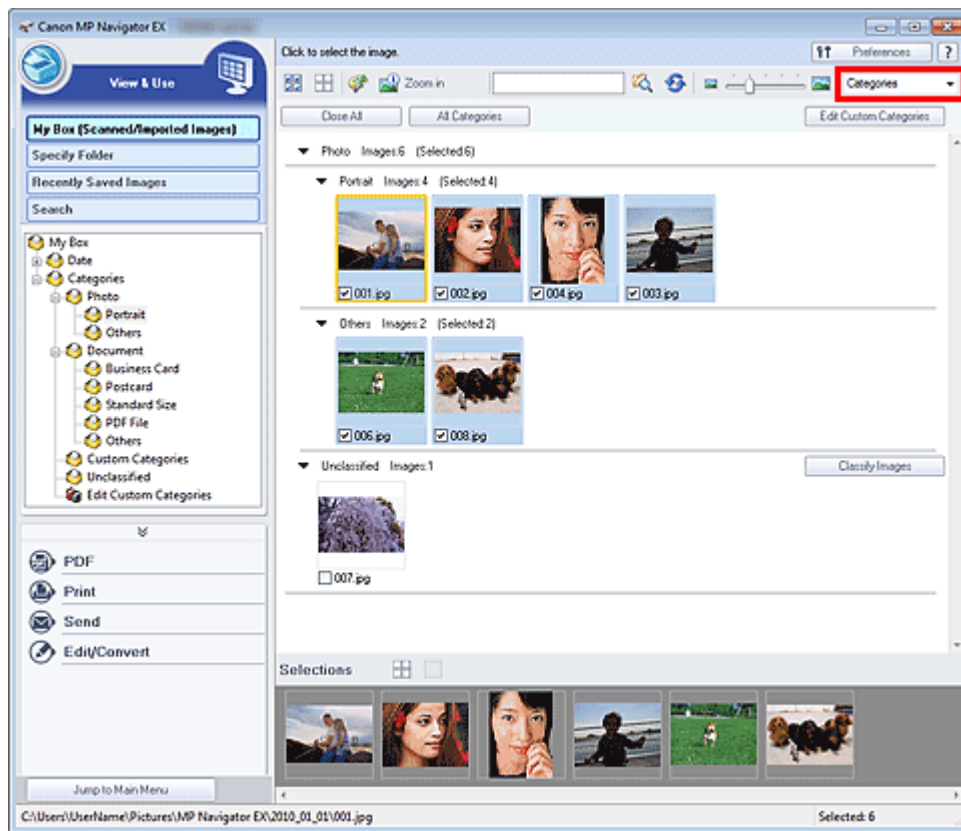 Canon MP Navigator EX
View & Use
Click to select the image.
Preferences
?
Zoom in
Categories
Close All
All Categories
Edit Custom Categories
My Box (Scanned/Imported Images)
Specify Folder
Recently Saved Images
Search
My Box
Date
Categories
Photo
Portrait
Others
Document
Business Card
Postcard
Standard Size
PDF File
Others
Custom Categories
Unclassified
Edit Custom Categories
PDF
Print
Send
Edit/Convert
Jump to Main Menu
Photo Images:6 (Selected:6)
Portrait Images:4 (Selected:4)
001.jpg 002.jpg 004.jpg 003.jpg
Others Images:2 (Selected:2)
006.jpg 008.jpg
Unclassified Images:1
Classify Images
007.jpg
Selections
C:\Users\UserName\Pictures\MP Navigator EX\2010_01_01\001.jpg
Selected: 6